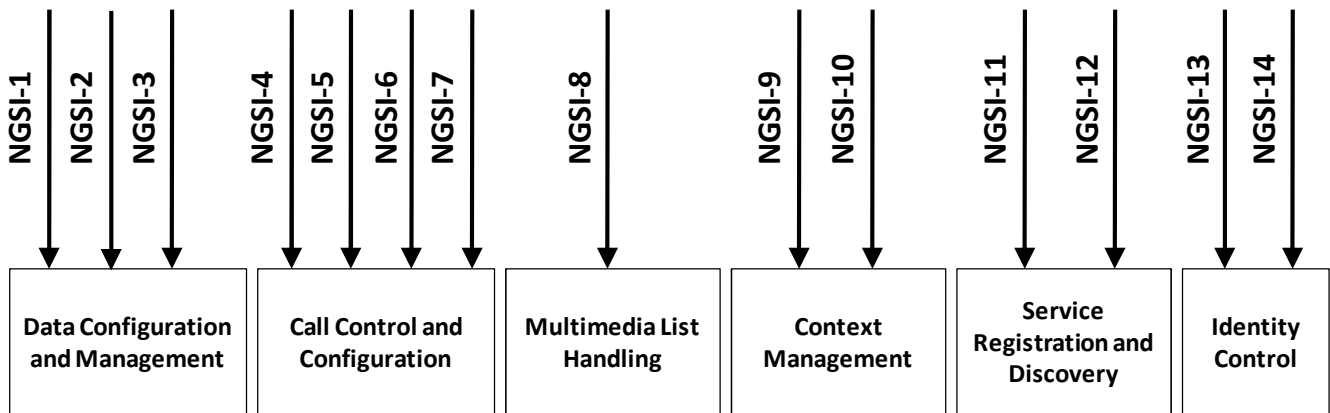 NGSI-1
NGSI-2
NGSI-3
NGSI-4
NGSI-5
NGSI-6
NGSI-7
NGSI-8
NGSI-9
NGSI-10
NGSI-11
NGSI-12
NGSI-13
NGSI-14
Data Configuration
and Management
Call Control and
Configuration
Multimedia List
Handling
Context
Management
Service
Registration and
Discovery
Identity
Control